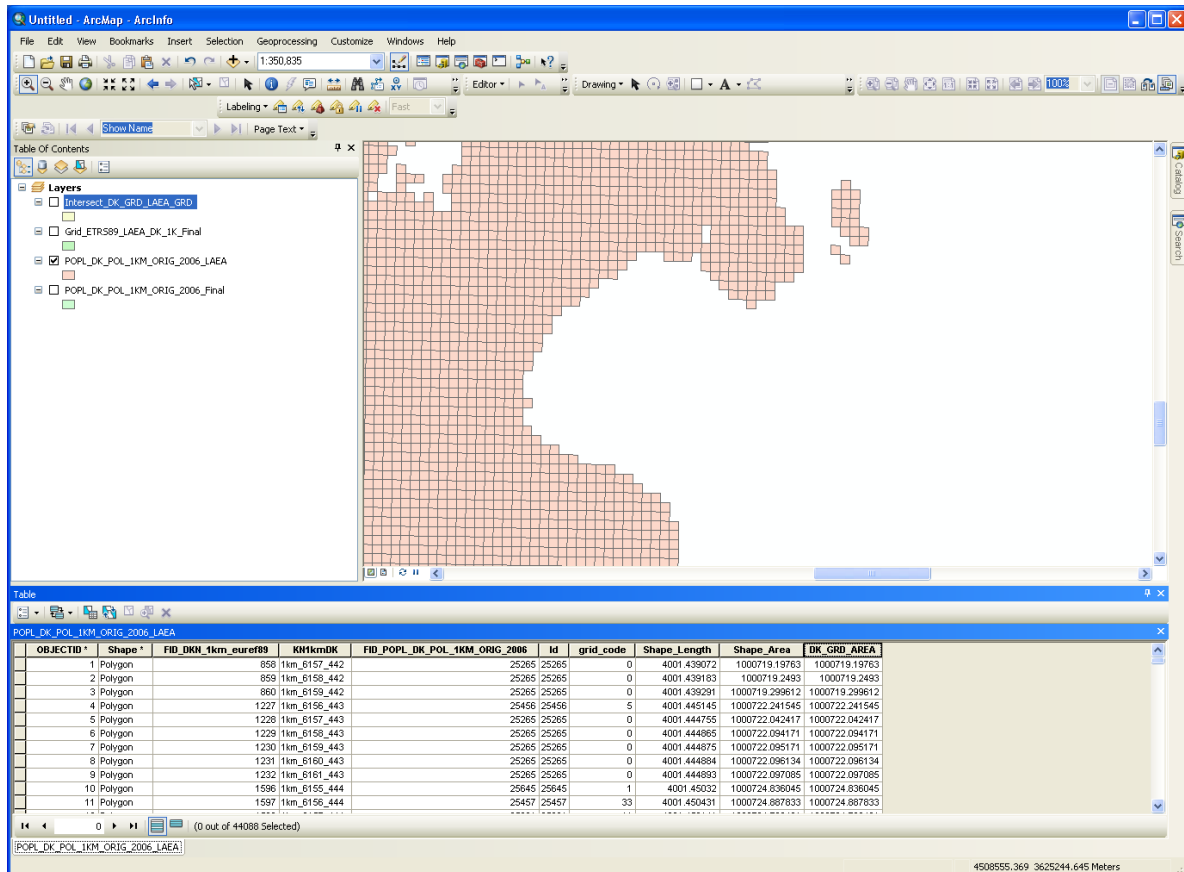 Untitled - ArcMap - ArcInfo
File Edit View Bookmarks Insert Selection Geoprocessing Customize Windows Help
1:350,835
Editor Drawing A 100%
Labeling Fast
Show Name Page Text
Table Of Contents
Layers
Intersect_DK_GRD_LAEA_GRD
Grid_ETRS89_LAEA_DK_1K_Final
POPL_DK_POL_1KM_ORIG_2006_LAEA
POPL_DK_POL_1KM_ORIG_2006_Final
Catalog
Search
Table
POPL_DK_POL_1KM_ORIG_2006_LAEA
OBJECTID * Shape * FID_DKN_1km_euref89 KN1kmDK FID_POPL_DK_POL_1KM_ORIG_2006 Id grid_code Shape_Length Shape_Area DK_GRD_AREA
1 Polygon 858 1km_6157_442 25265 25265 0 4001.439072 1000719.19763 1000719.19763
2 Polygon 859 1km_6158_442 25265 25265 0 4001.439183 1000719.2493 1000719.2493
3 Polygon 860 1km_6159_442 25265 25265 0 4001.439291 1000719.299612 1000719.299612
4 Polygon 1227 1km_6156_443 25456 25456 5 4001.445145 1000722.241545 1000722.241545
5 Polygon 1228 1km_6157_443 25265 25265 0 4001.444755 1000722.042417 1000722.042417
6 Polygon 1229 1km_6158_443 25265 25265 0 4001.444865 1000722.094171 1000722.094171
7 Polygon 1230 1km_6159_443 25265 25265 0 4001.444875 1000722.095171 1000722.095171
8 Polygon 1231 1km_6160_443 25265 25265 0 4001.444884 1000722.096134 1000722.096134
9 Polygon 1232 1km_6161_443 25265 25265 0 4001.444893 1000722.097085 1000722.097085
10 Polygon 1596 1km_6155_444 25645 25645 1 4001.45032 1000724.836045 1000724.836045
11 Polygon 1597 1km_6156_444 25457 25457 33 4001.450431 1000724.887833 1000724.887833
0 (0 out of 44088 Selected)
POPL_DK_POL_1KM_ORIG_2006_LAEA
4508555.369 3625244.645 Meters